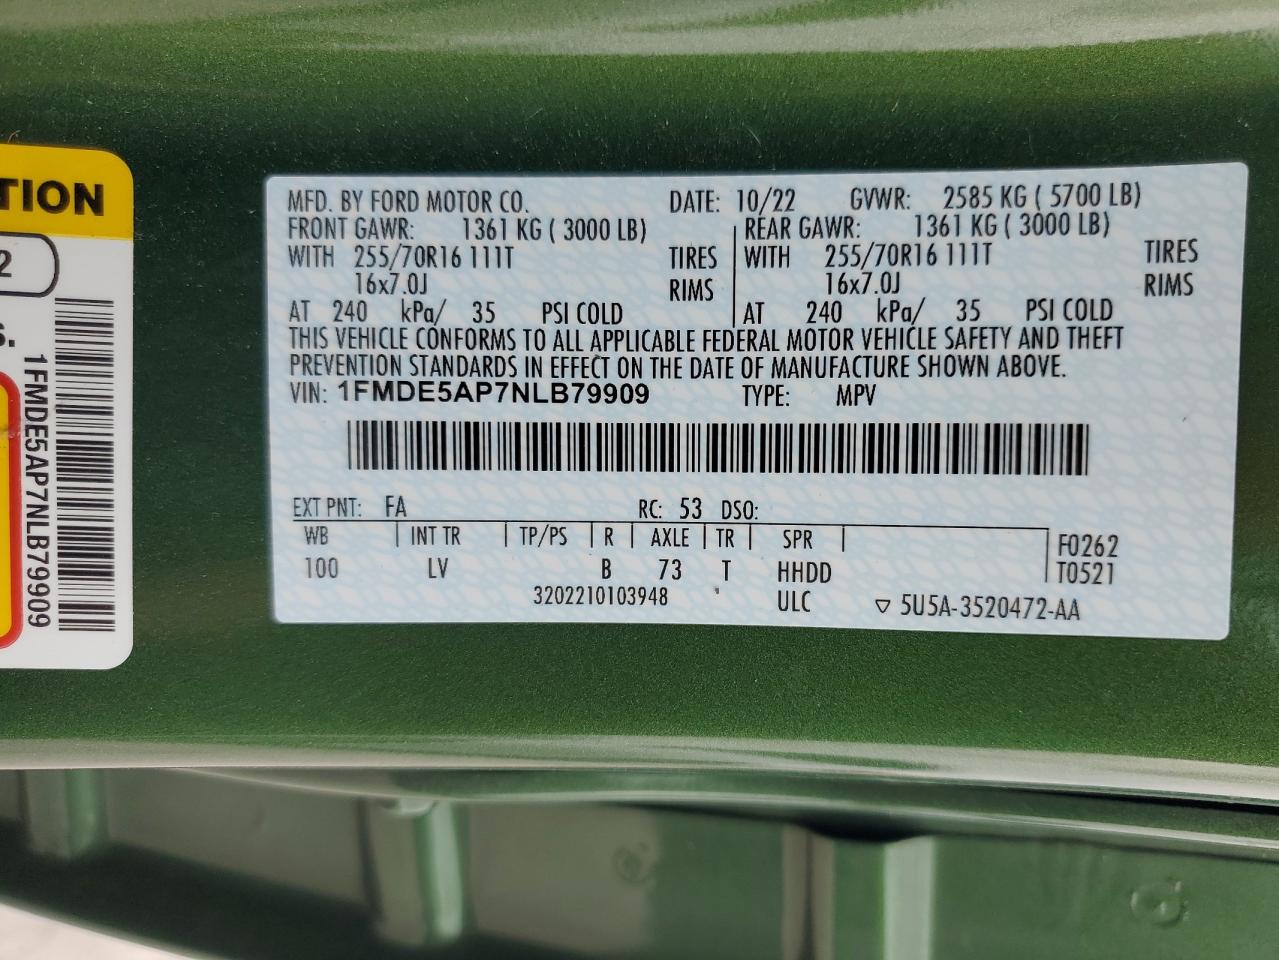 TION
2
S.
1FMDE5AP7NLB79909
MFD. BY FORD MOTOR CO. DATE: 10/22 GVWR: 2585 KG ( 5700 LB)
FRONT GAWR: 1361 KG ( 3000 LB) REAR GAWR: 1361 KG ( 3000 LB)
WITH 255/70R16 111T TIRES WITH 255/70R16 111T TIRES
16x7.0J RIMS 16x7.0J RIMS
AT 240 kPa/ 35 PSI COLD AT 240 kPa/ 35 PSI COLD
THIS VEHICLE CONFORMS TO ALL APPLICABLE FEDERAL MOTOR VEHICLE SAFETY AND THEFT
PREVENTION STANDARDS IN EFFECT ON THE DATE OF MANUFACTURE SHOWN ABOVE.
VIN: 1FMDE5AP7NLB79909 TYPE: MPV
EXT PNT: FA RC: 53 DSO:
WB INT TR TP/PS R AXLE TR SPR F0262
100 LV B 73 T HHDD T0521
3202210103948 ULC ▽ 5U5A-3520472-AA